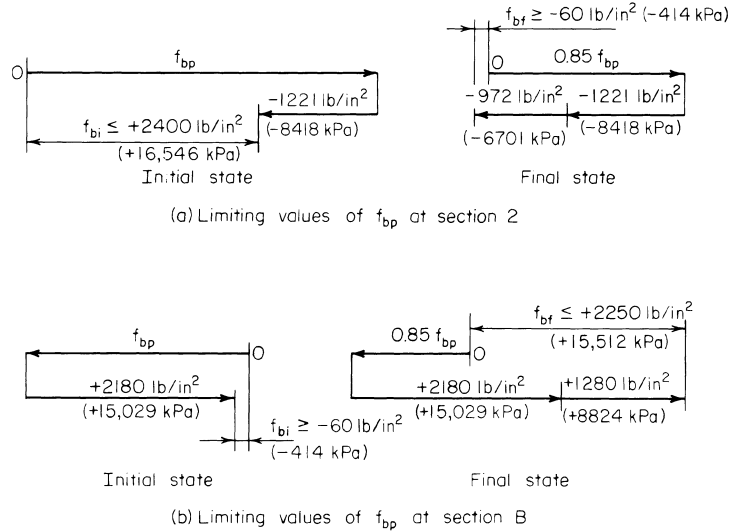 f_bf ≥ -60 lb/in² (-414 kPa)
f_bp
O
O
0.85 f_bp
-1221 lb/in²
(-8418 kPa)
-972 lb/in²
-1221 lb/in²
(-6701 kPa)
(-8418 kPa)
f_bi ≤ +2400 lb/in²
(+16,546 kPa)
Initial state
Final state
(a) Limiting values of f_bp at section 2
f_bp
O
0.85 f_bp
O
f_bf ≤ +2250 lb/in²
(+15,512 kPa)
+2180 lb/in²
(+15,029 kPa)
+2180 lb/in²
(+15,029 kPa)
+1280 lb/in²
(+8824 kPa)
f_bi ≥ -60 lb/in²
(-414 kPa)
Initial state
Final state
(b) Limiting values of f_bp at section B